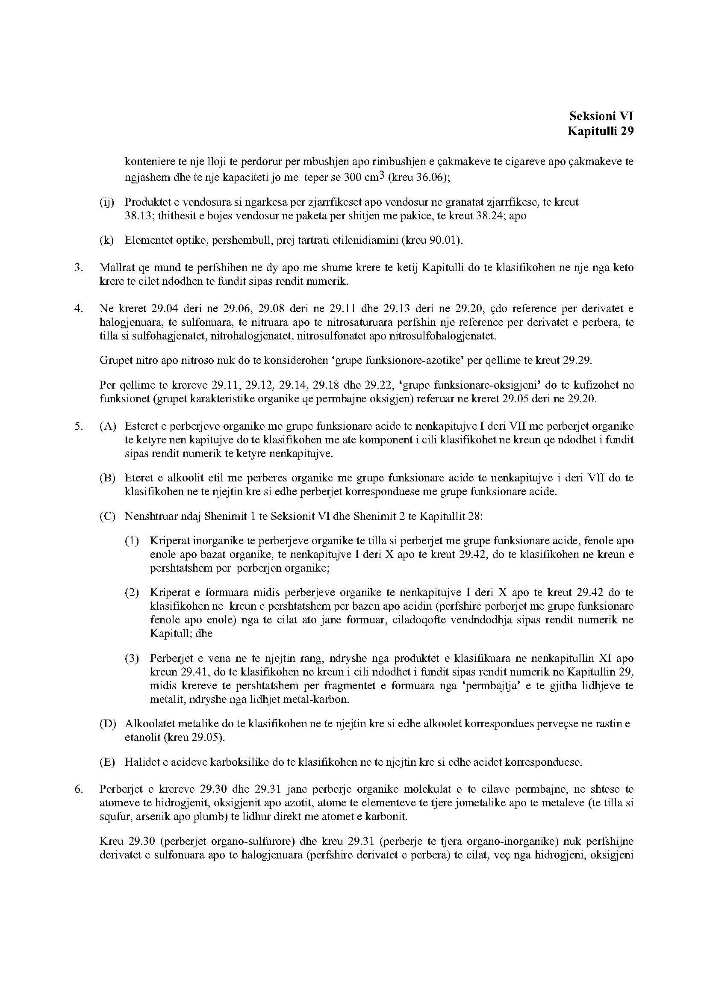 Seksioni VI
Kapitulli 29
konteniere te nje lloji te perdorur per mbushjen apo rimbushjen e çakmakeve te cigareve apo çakmakeve te
ngjashem dhe te nje kapaciteti jo me teper se 300 cm3 (kreu 36.06);
(ij) Produktet e vendosura si ngarkesa per zjarrfikeset apo vendosur ne granatat zjarrfikese, te kreut
38.13; thithesit e bojes vendosur ne paketa per shitjen me pakice, te kreut 38.24; apo
(k) Elementet optike, pershembull, prej tartrati etilenidiamini (kreu 90.01).
3. Mallrat qe mund te perfshihen ne dy apo me shume krere te ketij Kapitulli do te klasifikohen ne nje nga keto
krere te cilet ndodhen te fundit sipas rendit numerik.
4. Ne kreret 29.04 deri ne 29.06, 29.08 deri ne 29.11 dhe 29.13 deri ne 29.20, çdo reference per derivatet e
halogjenuara, te sulfonuara, te nitruara apo te nitrosaturuara perfshin nje reference per derivatet e perbera, te
tilla si sulfohagjenatet, nitrohalogjenatet, nitrosulfonatet apo nitrosulfohalogjenatet.
Grupet nitro apo nitroso nuk do te konsiderohen ‘grupe funksionore-azotike’ per qellime te kreut 29.29.
Per qellime te krereve 29.11, 29.12, 29.14, 29.18 dhe 29.22, ‘grupe funksionare-oksigjeni’ do te kufizohet ne
funksionet (grupet karakteristike organike qe permbajne oksigjen) referuar ne kreret 29.05 deri ne 29.20.
5. (A) Esteret e perberjeve organike me grupe funksionare acide te nenkapitujve I deri VII me perberjet organike
te ketyre nen kapitujve do te klasifikohen me ate komponent i cili klasifikohet ne kreun qe ndodhet i fundit
sipas rendit numerik te ketyre nenkapitujve.
(B) Eteret e alkoolit etil me perberes organike me grupe funksionare acide te nenkapitujve i deri VII do te
klasifikohen ne te njejtin kre si edhe perberjet korresponduese me grupe funksionare acide.
(C) Nenshtruar ndaj Shenimit 1 te Seksionit VI dhe Shenimit 2 te Kapitullit 28:
(1) Kriperat inorganike te perberjeve organike te tilla si perberjet me grupe funksionare acide, fenole apo
enole apo bazat organike, te nenkapitujve I deri X apo te kreut 29.42, do te klasifikohen ne kreun e
pershtatshem per perberjen organike;
(2) Kriperat e formuara midis perberjeve organike te nenkapitujve I deri X apo te kreut 29.42 do te
klasifikohen ne kreun e pershtatshem per bazen apo acidin (perfshire perberjet me grupe funksionare
fenole apo enole) nga te cilat ato jane formuar, ciladoqofte vendndodhja sipas rendit numerik ne
Kapitull; dhe
(3) Perberjet e vena ne te njejtin rang, ndryshe nga produktet e klasifikuara ne nenkapitullin XI apo
kreun 29.41, do te klasifikohen ne kreun i cili ndodhet i fundit sipas rendit numerik ne Kapitullin 29,
midis krereve te pershtatshem per fragmentet e formuara nga ‘permbajtja’ e te gjitha lidhjeve te
metalit, ndryshe nga lidhjet metal-karbon.
(D) Alkoolatet metalike do te klasifikohen ne te njejtin kre si edhe alkoolet korrespondues perveçse ne rastin e
etanolit (kreu 29.05).
(E) Halidet e acideve karboksilike do te klasifikohen ne te njejtin kre si edhe acidet korresponduese.
6. Perberjet e krereve 29.30 dhe 29.31 jane perberje organike molekulat e te cilave permbajne, ne shtese te
atomeve te hidrogjenit, oksigjenit apo azotit, atome te elementeve te tjere jometalike apo te metaleve (te tilla si
squfur, arsenik apo plumb) te lidhur direkt me atomet e karbonit.
Kreu 29.30 (perberjet organo-sulfurore) dhe kreu 29.31 (perberje te tjera organo-inorganike) nuk perfshijne
derivatet e sulfonuara apo te halogjenuara (perfshire derivatet e perbera) te cilat, veç nga hidrogjeni, oksigjeni